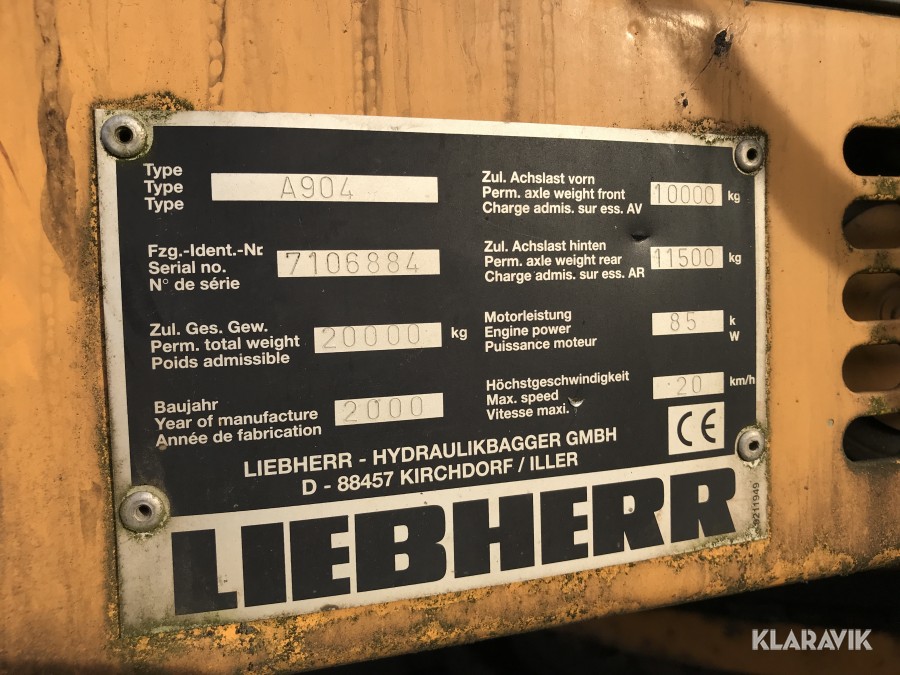 Type
Type
Type
A904
Fzg.-Ident.-Nr.
Serial no.
N° de série
7106884
Zul. Ges. Gew.
Perm. total weight
Poids admissible
20000 kg
Baujahr
Year of manufacture
Année de fabrication
2000
Zul. Achslast vorn
Perm. axle weight front
Charge admis. sur ess. AV
10000 kg
Zul. Achslast hinten
Perm. axle weight rear
Charge admis. sur ess. AR
11500 kg
Motorleistung
Engine power
Puissance moteur
85 k
W
Höchstgeschwindigkeit
Max. speed
Vitesse maxi.
20 km/h
CE
LIEBHERR - HYDRAULIKBAGGER GMBH
D - 88457 KIRCHDORF / ILLER
LIEBHERR
9211949
KLARAVIK